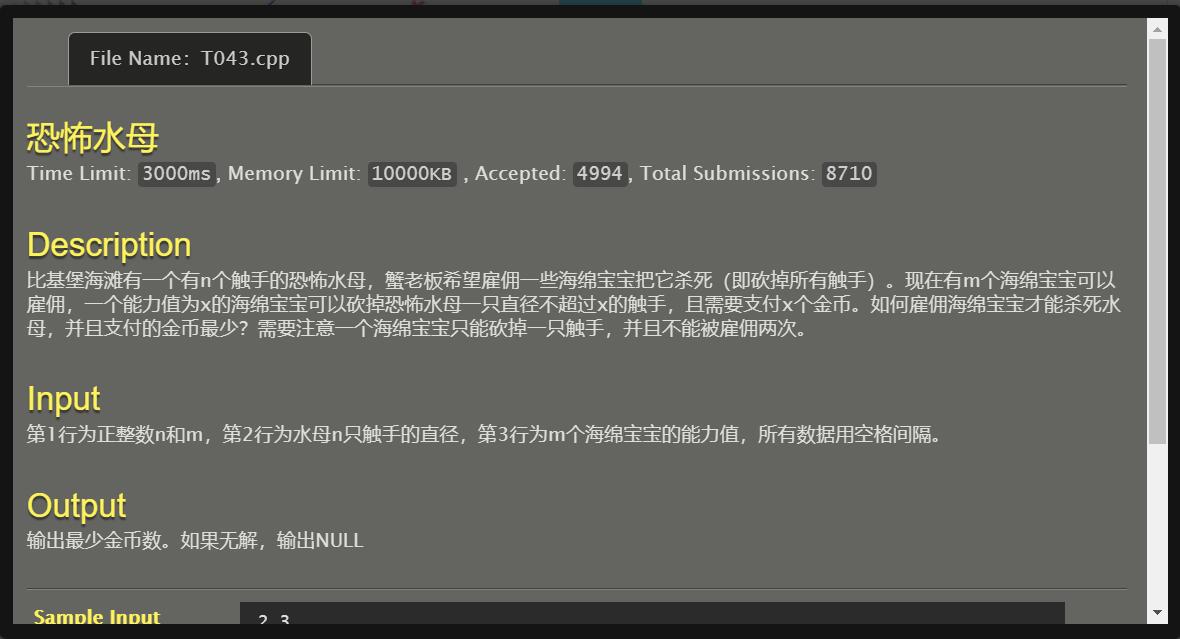 File Name：T043.cpp
恐怖水母
Time Limit: 3000ms, Memory Limit: 10000KB , Accepted: 4994, Total Submissions: 8710
Description
比基堡海滩有一个有n个触手的恐怖水母，蟹老板希望雇佣一些海绵宝宝把它杀死（即砍掉所有触手）。现在有m个海绵宝宝可以
雇佣，一个能力值为x的海绵宝宝可以砍掉恐怖水母一只直径不超过x的触手，且需要支付x个金币。如何雇佣海绵宝宝才能杀死水
母，并且支付的金币最少？需要注意一个海绵宝宝只能砍掉一只触手，并且不能被雇佣两次。
Input
第1行为正整数n和m，第2行为水母n只触手的直径，第3行为m个海绵宝宝的能力值，所有数据用空格间隔。
Output
输出最少金币数。如果无解，输出NULL
Sample Input
2 3